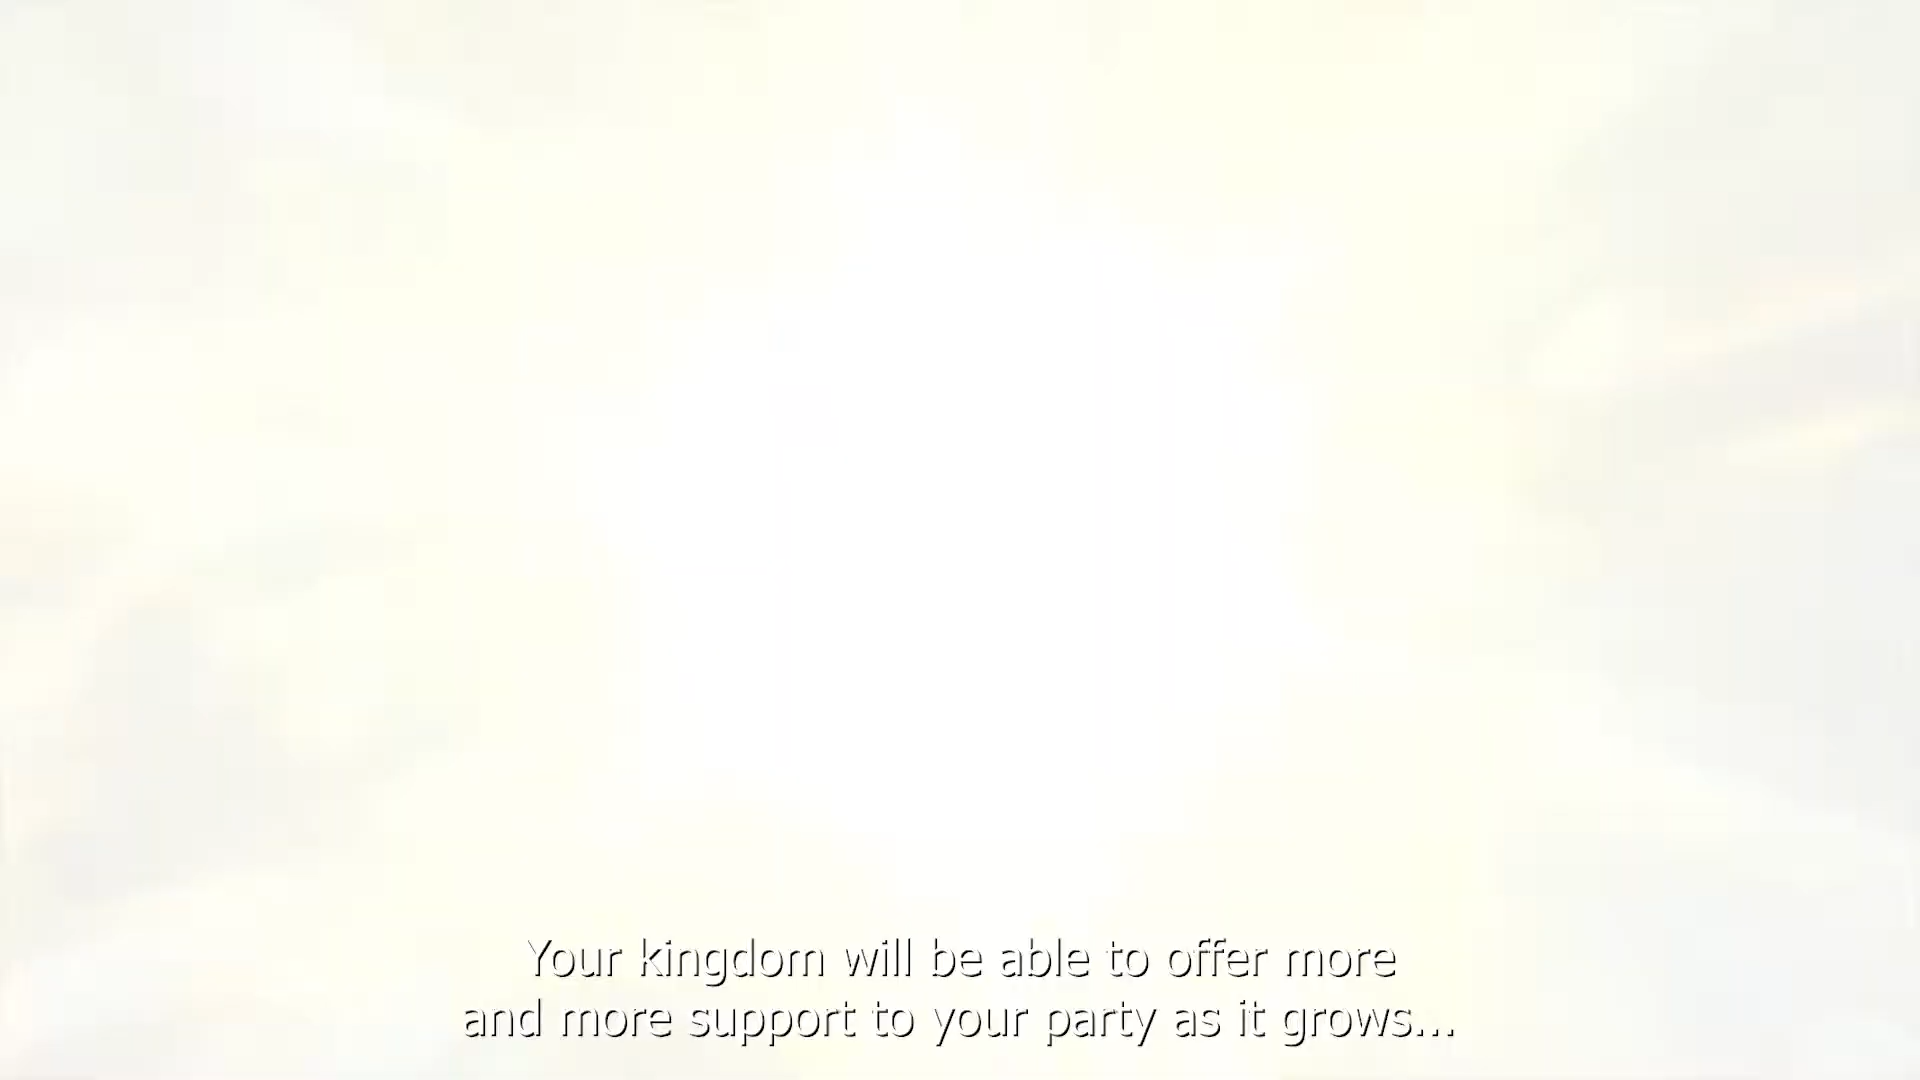 Your kingdom will be able to offer more
and more support to your party as it grows...